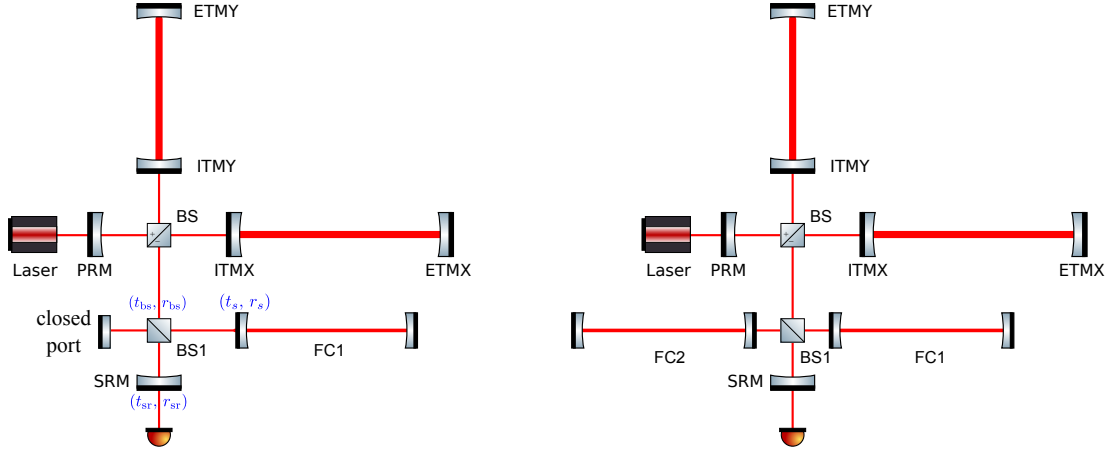 ETMY
ITMY
BS
Laser
PRM
ITMX
ETMX
(t_bs, r_bs)
(t_s, r_s)
closed
port
BS1
FC1
SRM
(t_sr, r_sr)
ETMY
ITMY
BS
Laser
PRM
ITMX
ETMX
FC2
BS1
FC1
SRM